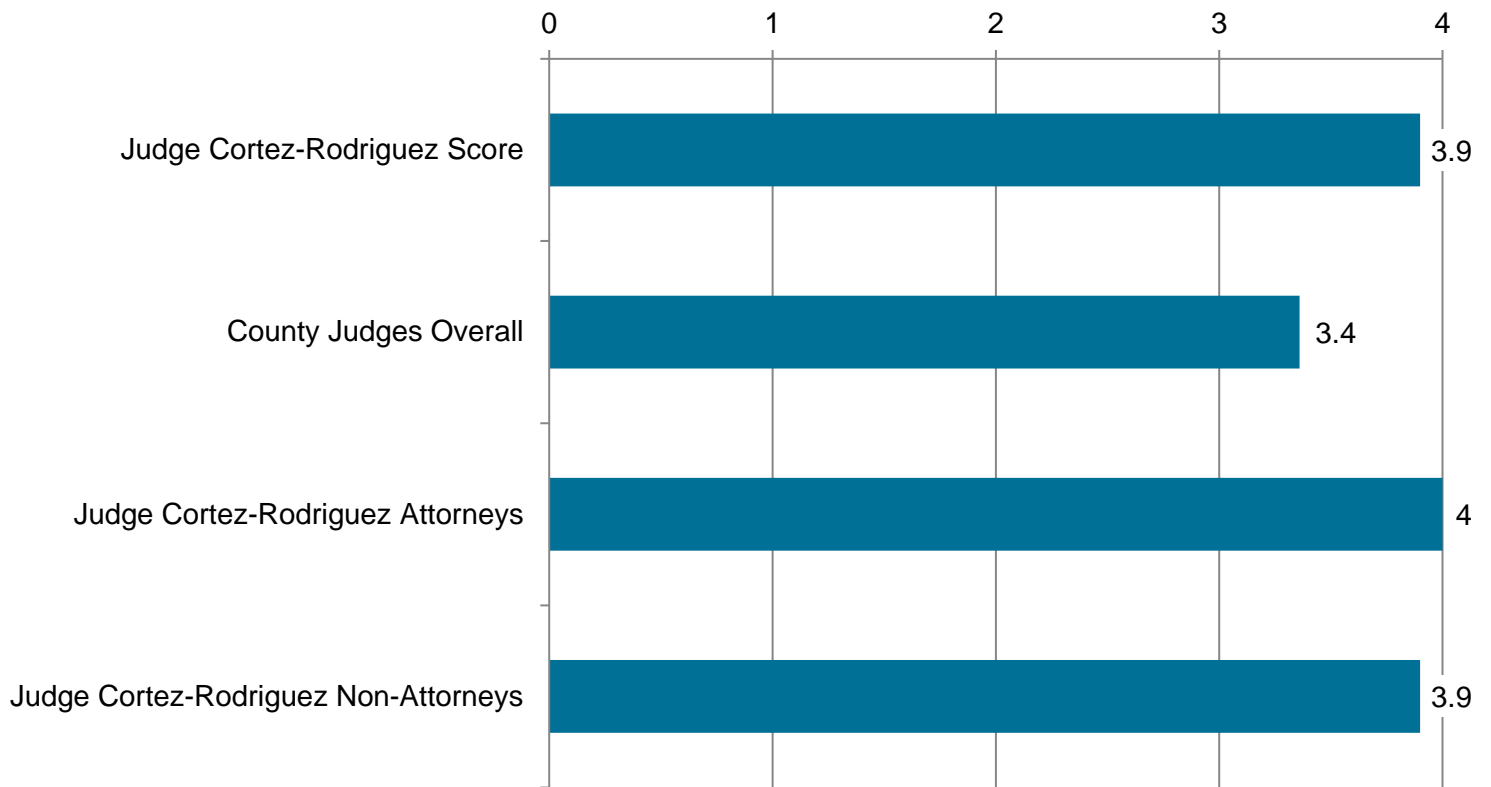 0 1 2 3 4
Judge Cortez-Rodriguez Score 3.9
County Judges Overall 3.4
Judge Cortez-Rodriguez Attorneys 4
Judge Cortez-Rodriguez Non-Attorneys 3.9